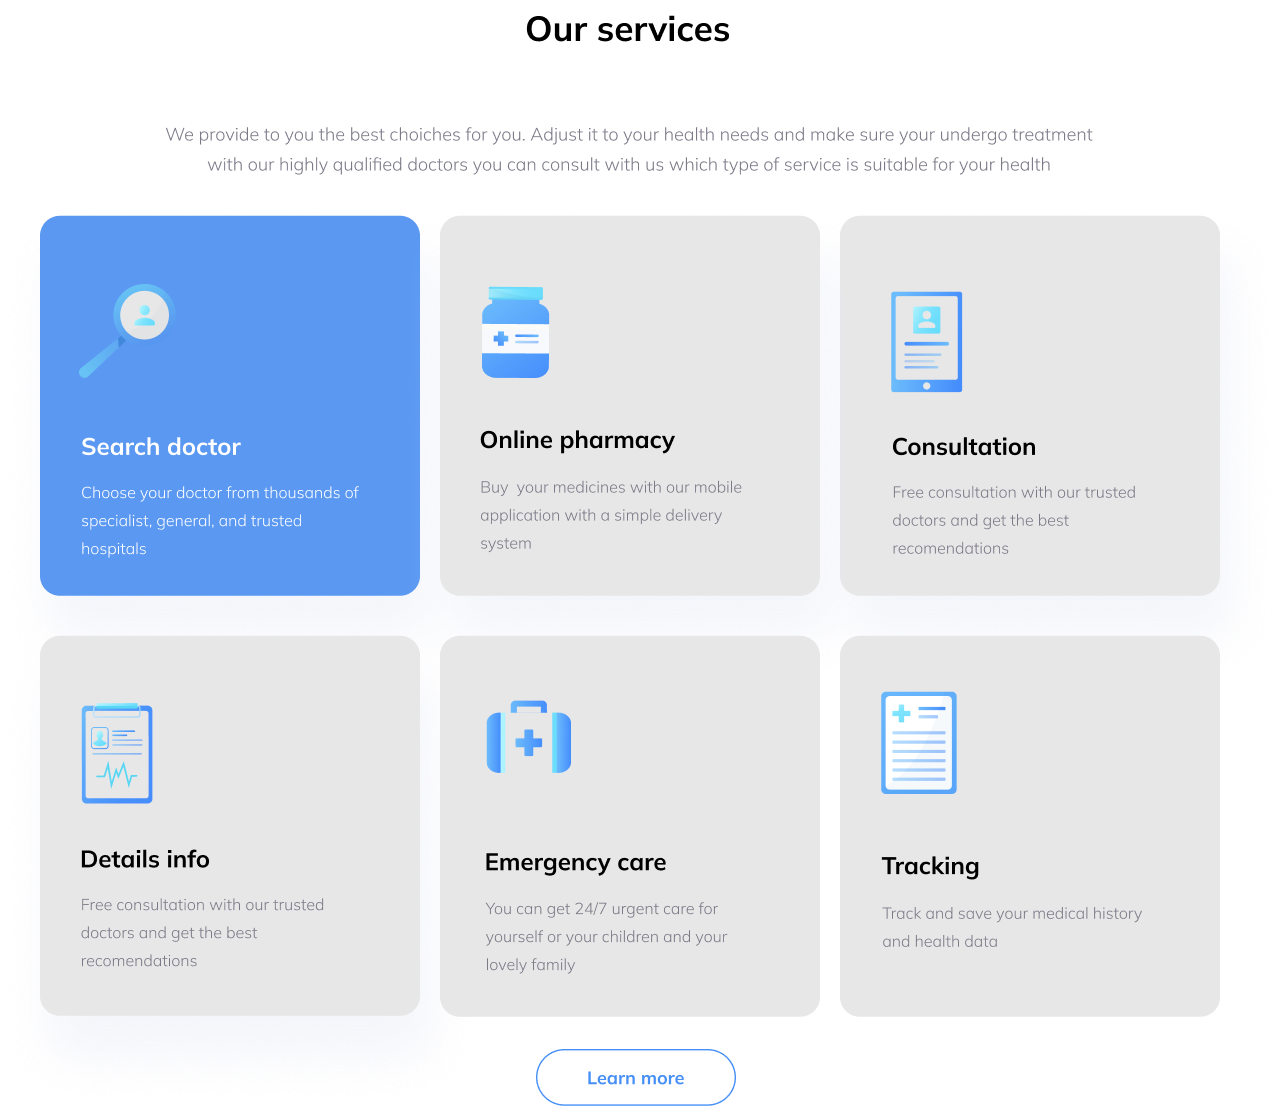 Our services
We provide to you the best choiches for you. Adjust it to your health needs and make sure your undergo treatment
with our highly qualified doctors you can consult with us which type of service is suitable for your health
Search doctor
Choose your doctor from thousands of
specialist, general, and trusted
hospitals
Online pharmacy
Buy  your medicines with our mobile
application with a simple delivery
system
Consultation
Free consultation with our trusted
doctors and get the best
recomendations
Details info
Free consultation with our trusted
doctors and get the best
recomendations
Emergency care
You can get 24/7 urgent care for
yourself or your children and your
lovely family
Tracking
Track and save your medical history
and health data
Learn more